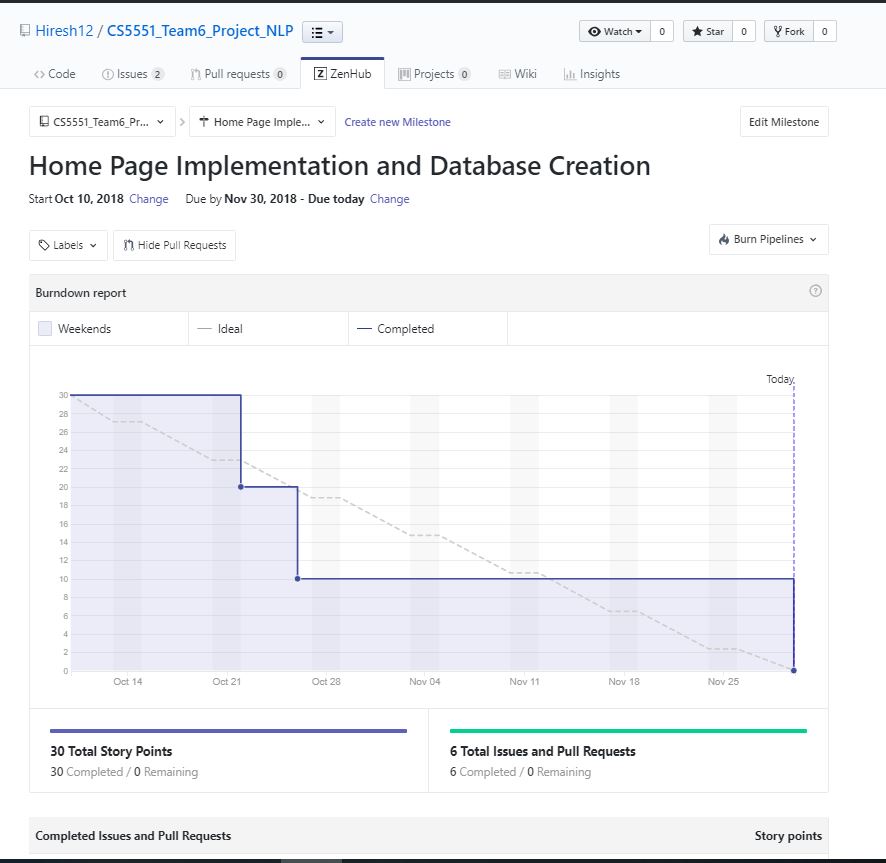 Hiresh12 / CS5551_Team6_Project_NLP
Watch 0 Star 0 Fork 0
Code Issues 2 Pull requests 0 ZenHub Projects 0 Wiki Insights
CS5551_Team6_Pr... Home Page Imple... Create new Milestone Edit Milestone
Home Page Implementation and Database Creation
Start Oct 10, 2018 Change Due by Nov 30, 2018 - Due today Change
Labels Hide Pull Requests Burn Pipelines
Burndown report
Weekends Ideal Completed
Today
30
28
26
24
22
20
18
16
14
12
10
8
6
4
2
0
Oct 14 Oct 21 Oct 28 Nov 04 Nov 11 Nov 18 Nov 25
30 Total Story Points
30 Completed / 0 Remaining
6 Total Issues and Pull Requests
6 Completed / 0 Remaining
Completed Issues and Pull Requests Story points